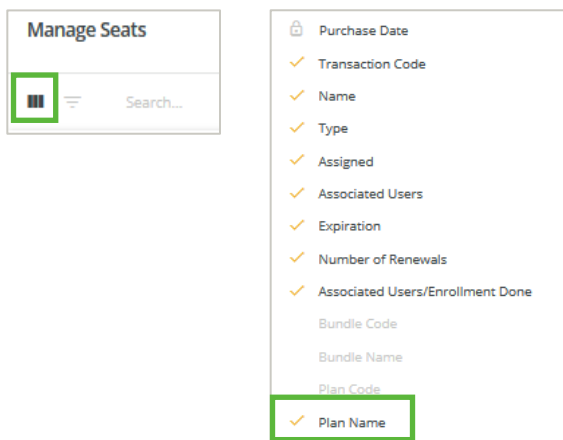 Manage Seats
Search...
Purchase Date
Transaction Code
Name
Type
Assigned
Associated Users
Expiration
Number of Renewals
Associated Users/Enrollment Done
Bundle Code
Bundle Name
Plan Code
Plan Name